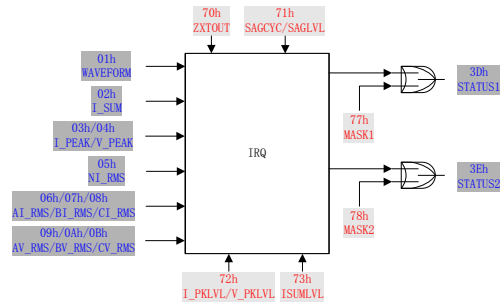 70h
ZXTOUT
71h
SAGCYC/SAGLVL
01h
WAVEFORM
02h
I_SUM
03h/04h
I_PEAK/V_PEAK
05h
NI_RMS
06h/07h/08h
AI_RMS/BI_RMS/CI_RMS
09h/0Ah/0Bh
AV_RMS/BV_RMS/CV_RMS
IRQ
3Dh
STATUS1
77h
MASK1
3Eh
STATUS2
78h
MASK2
72h
I_PKLVL/V_PKLVL
73h
ISUMLVL